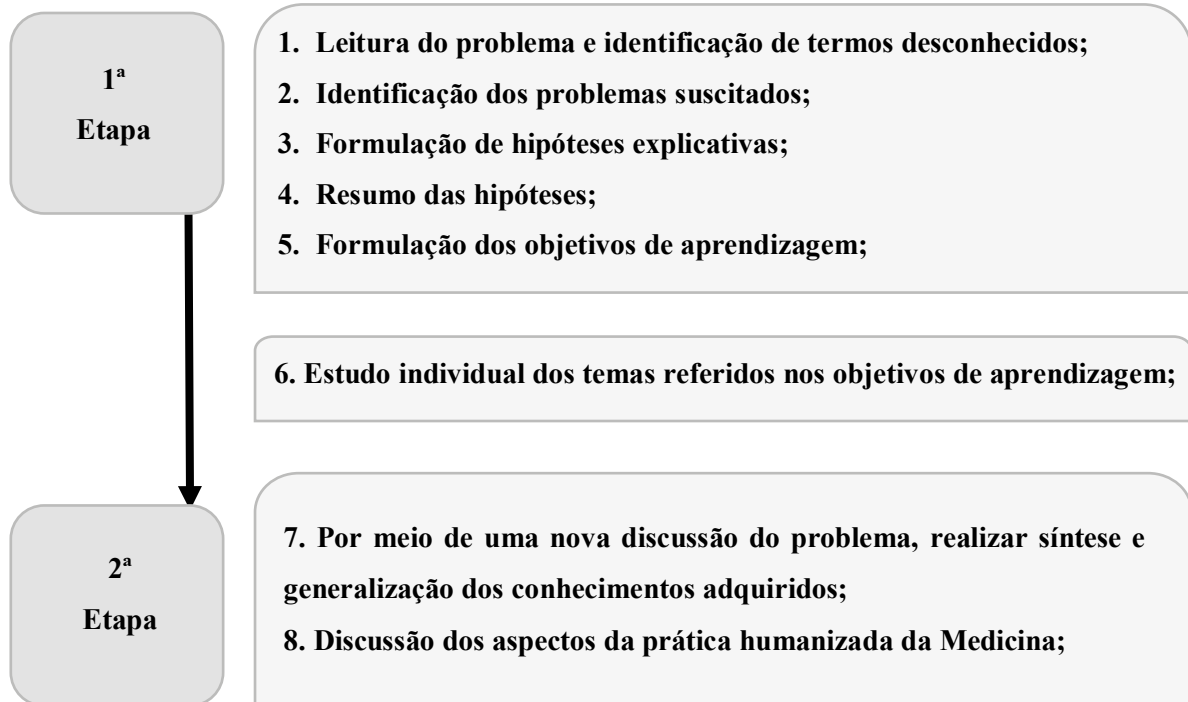 1ª
Etapa
1. Leitura do problema e identificação de termos desconhecidos;
2. Identificação dos problemas suscitados;
3. Formulação de hipóteses explicativas;
4. Resumo das hipóteses;
5. Formulação dos objetivos de aprendizagem;
6. Estudo individual dos temas referidos nos objetivos de aprendizagem;
2ª
Etapa
7. Por meio de uma nova discussão do problema, realizar síntese e
generalização dos conhecimentos adquiridos;
8. Discussão dos aspectos da prática humanizada da Medicina;